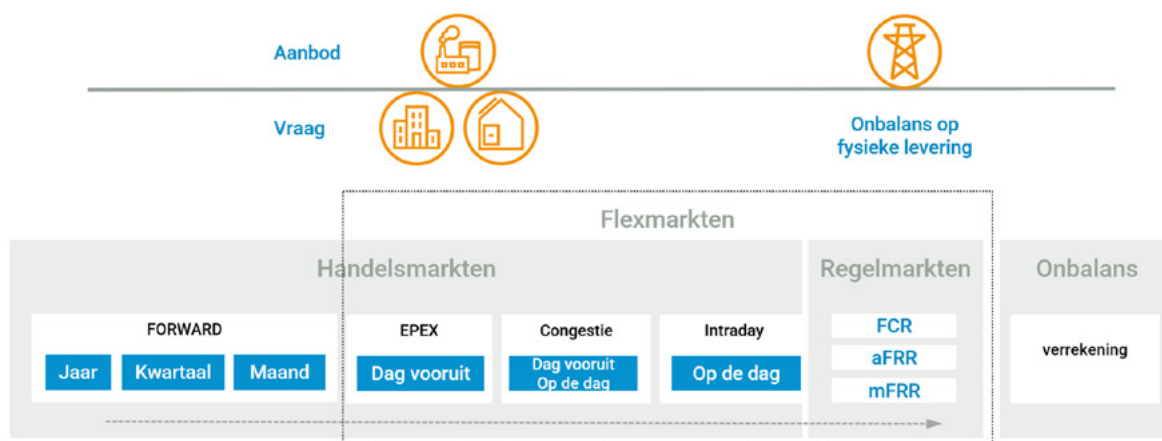 Aanbod
Vraag
Onbalans op
fysieke levering
Flexmarkten
Handelsmarkten
Regelmarkten
Onbalans
FORWARD
Jaar
Kwartaal
Maand
EPEX
Dag vooruit
Congestie
Dag vooruit
Op de dag
Intraday
Op de dag
FCR
aFRR
mFRR
verrekening